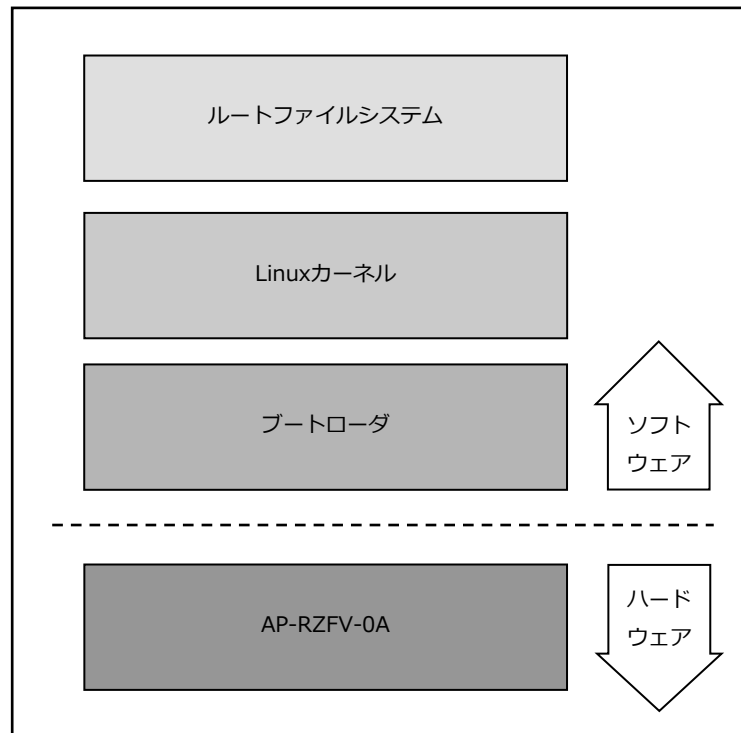 ルートファイルシステム
Linuxカーネル
ブートローダ
ソフト
ウェア
AP-RZFV-0A
ハード
ウェア